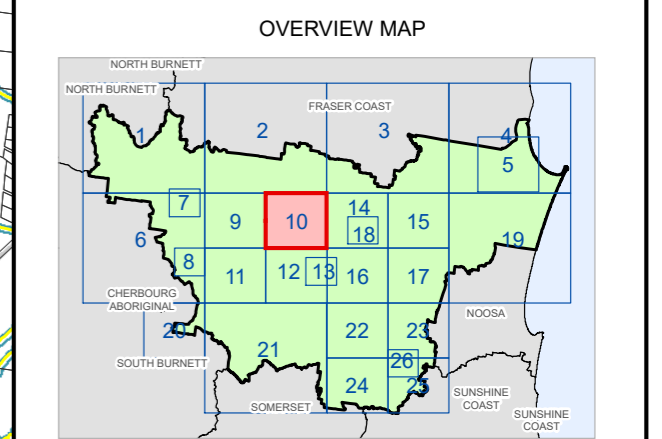 OVERVIEW MAP
NORTH BURNETT
NORTH BURNETT
FRASER COAST
1
2
3
4
5
7
6
9
10
14
18
15
19
8
11
12
13
16
17
CHERBOURG
ABORIGINAL
NOOSA
20
22
23
SOUTH BURNETT
21
26
24
25
SOMERSET
SUNSHINE
COAST
SUNSHINE
COAST